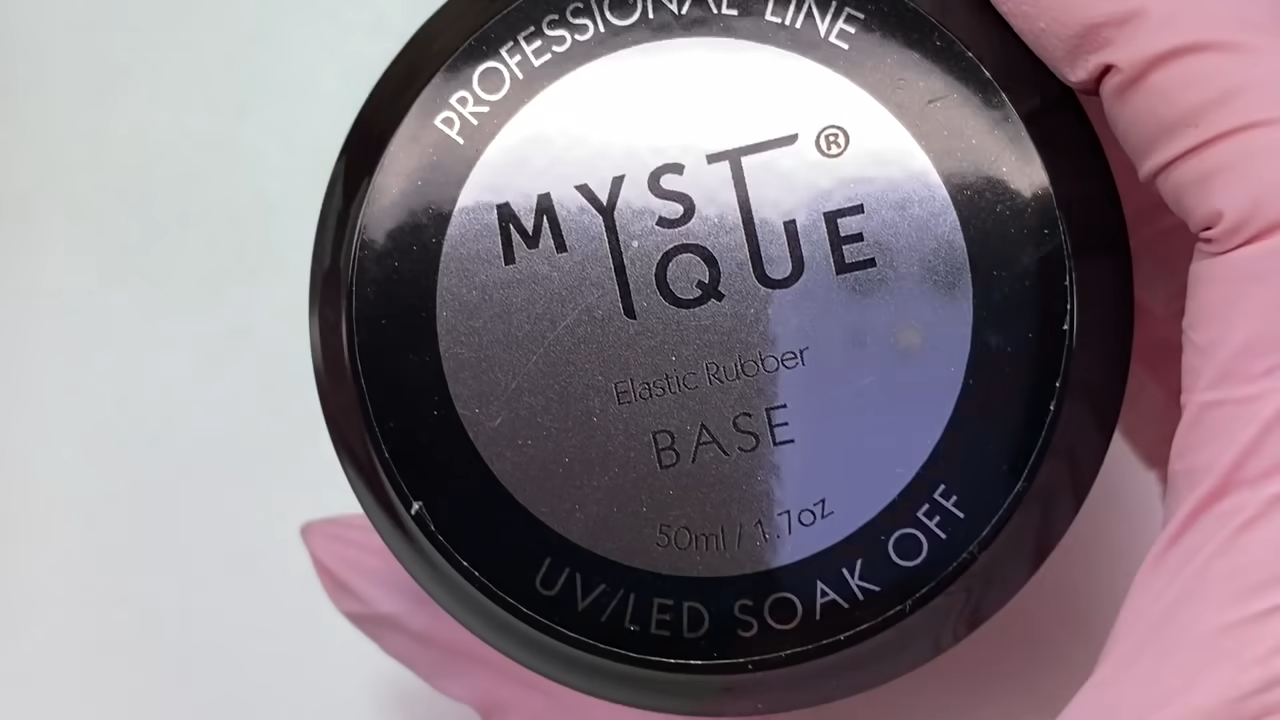 PROFESSIONAL LINE
MYSTIQUE®
Elastic Rubber
BASE
50ml / 1.7oz
UV/LED SOAK OFF